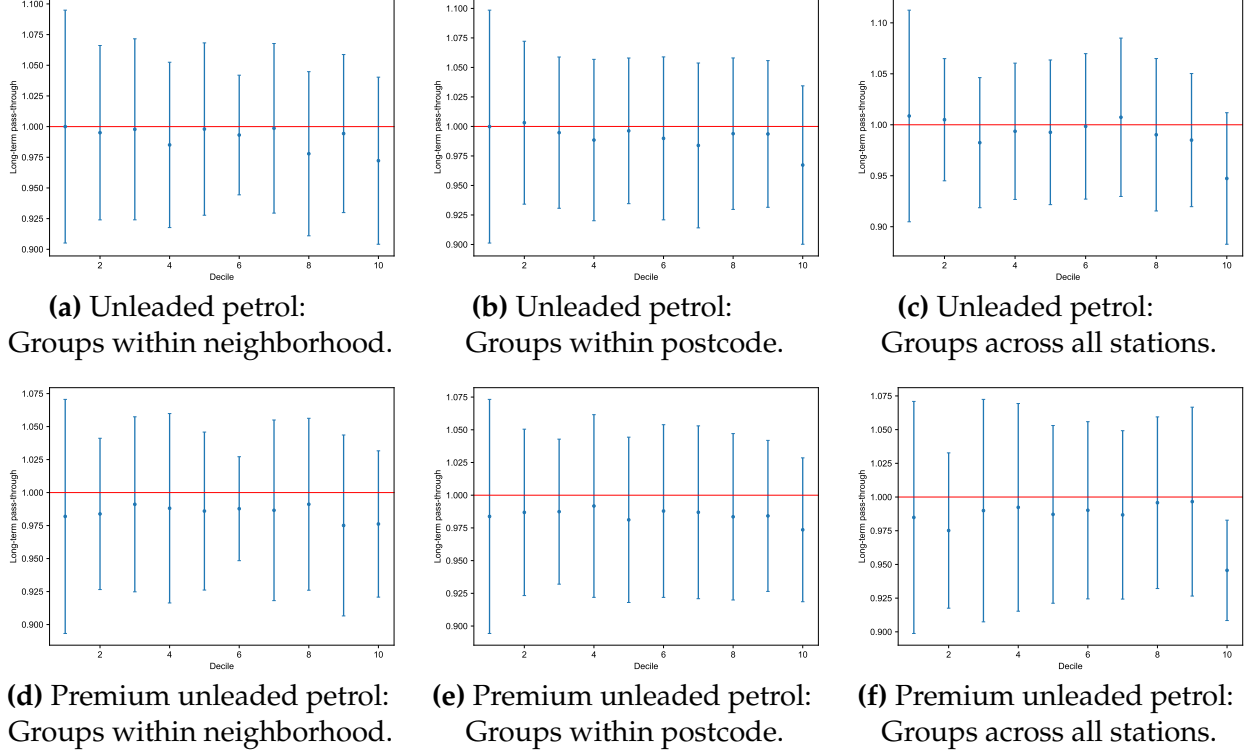 1.100
1.075
1.050
1.025
1.000
0.975
0.950
0.925
0.900
Long-term pass-through
2 4 6 8 10
Decile
(a) Unleaded petrol:
Groups within neighborhood.
1.100
1.075
1.050
1.025
1.000
0.975
0.950
0.925
0.900
Long-term pass-through
2 4 6 8 10
Decile
(b) Unleaded petrol:
Groups within postcode.
1.10
1.05
1.00
0.95
0.90
Long-term pass-through
2 4 6 8 10
Decile
(c) Unleaded petrol:
Groups across all stations.
1.075
1.050
1.025
1.000
0.975
0.950
0.925
0.900
Long-term pass-through
2 4 6 8 10
Decile
(d) Premium unleaded petrol:
Groups within neighborhood.
1.075
1.050
1.025
1.000
0.975
0.950
0.925
0.900
Long-term pass-through
2 4 6 8 10
Decile
(e) Premium unleaded petrol:
Groups within postcode.
1.075
1.050
1.025
1.000
0.975
0.950
0.925
0.900
Long-term pass-through
2 4 6 8 10
Decile
(f) Premium unleaded petrol:
Groups across all stations.